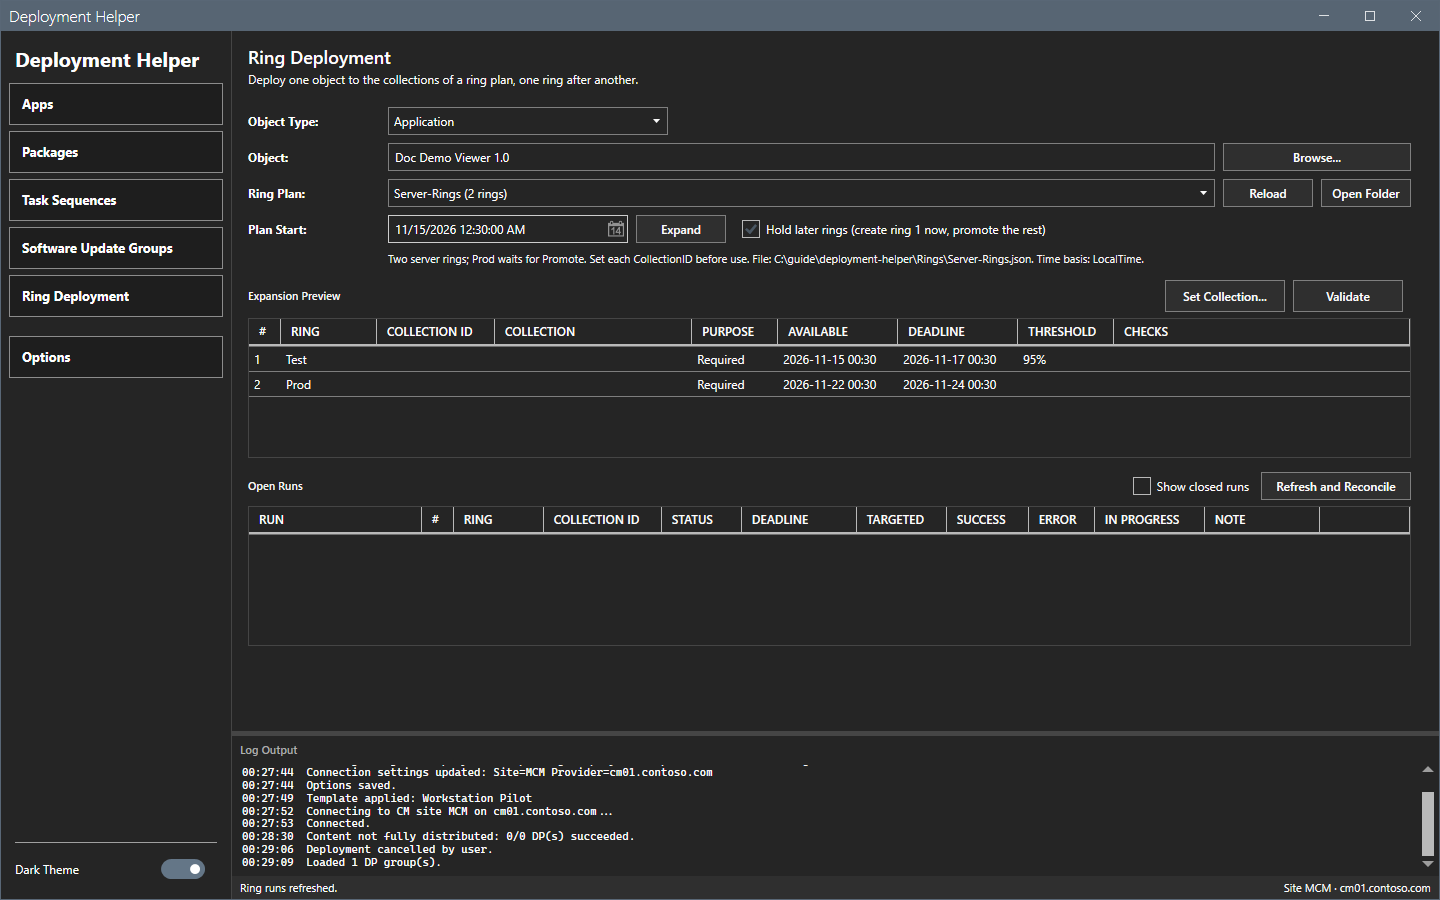 Deployment Helper
Deployment Helper
Apps
Packages
Task Sequences
Software Update Groups
Ring Deployment
Options
Dark Theme
Ring Deployment
Deploy one object to the collections of a ring plan, one ring after another.
Object Type: Application
Object: Doc Demo Viewer 1.0 Browse...
Ring Plan: Server-Rings (2 rings) Reload Open Folder
Plan Start: 11/15/2026 12:30:00 AM 14 Expand Hold later rings (create ring 1 now, promote the rest)
Two server rings; Prod waits for Promote. Set each CollectionID before use. File: C:\guide\deployment-helper\Rings\Server-Rings.json. Time basis: LocalTime.
Expansion Preview Set Collection... Validate
# RING COLLECTION ID COLLECTION PURPOSE AVAILABLE DEADLINE THRESHOLD CHECKS
1 Test Required 2026-11-15 00:30 2026-11-17 00:30 95%
2 Prod Required 2026-11-22 00:30 2026-11-24 00:30
Open Runs Show closed runs Refresh and Reconcile
RUN # RING COLLECTION ID STATUS DEADLINE TARGETED SUCCESS ERROR IN PROGRESS NOTE
Log Output
00:27:44 Connection settings updated: Site=MCM Provider=cm01.contoso.com
00:27:44 Options saved.
00:27:49 Template applied: Workstation Pilot
00:27:52 Connecting to CM site MCM on cm01.contoso.com...
00:27:53 Connected.
00:28:30 Content not fully distributed: 0/0 DP(s) succeeded.
00:29:06 Deployment cancelled by user.
00:29:09 Loaded 1 DP group(s).
Ring runs refreshed. Site MCM · cm01.contoso.com